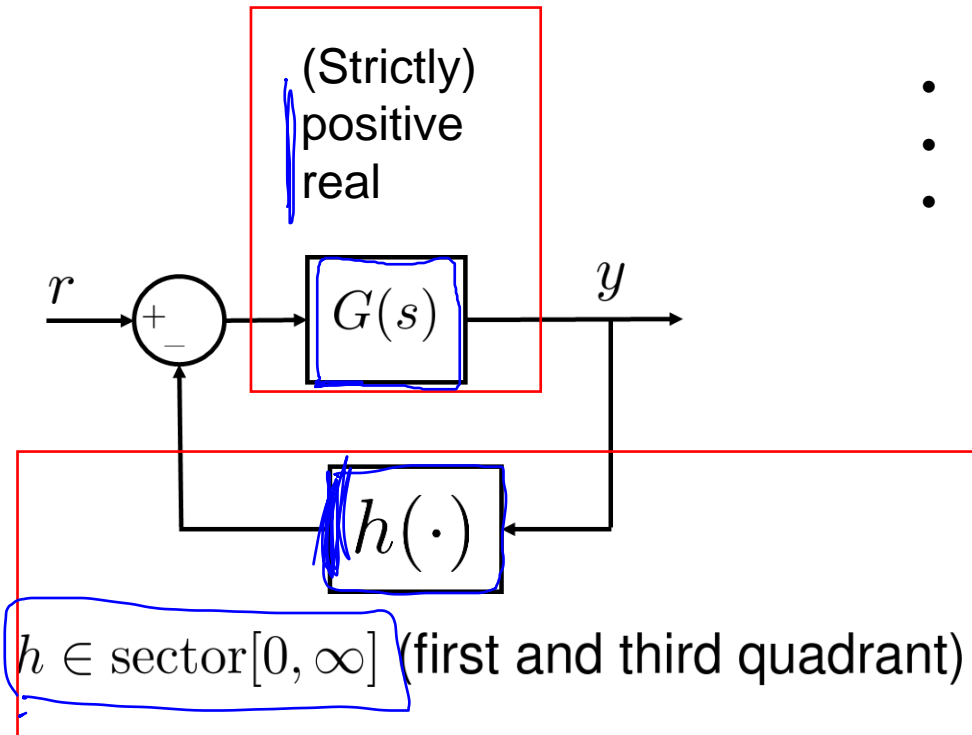 (Strictly)
positive
real
•
•
•
r
+
−
G(s)
y
h(·)
h ∈ sector[0, ∞] (first and third quadrant)